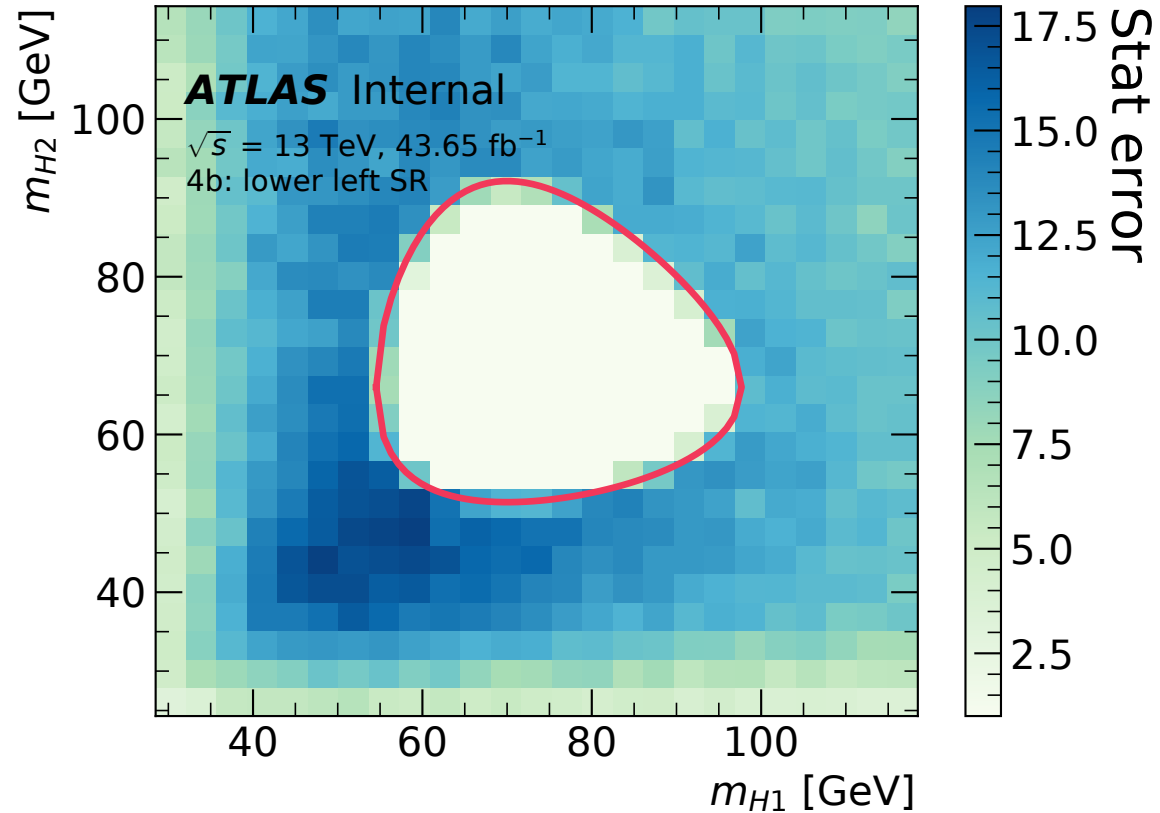 ATLAS Internal
√s = 13 TeV, 43.65 fb⁻¹
4b: lower left SR
m_H2 [GeV]
100
80
60
40
40 60 80 100
m_H1 [GeV]
17.5
15.0
12.5
10.0
7.5
5.0
2.5
Stat error